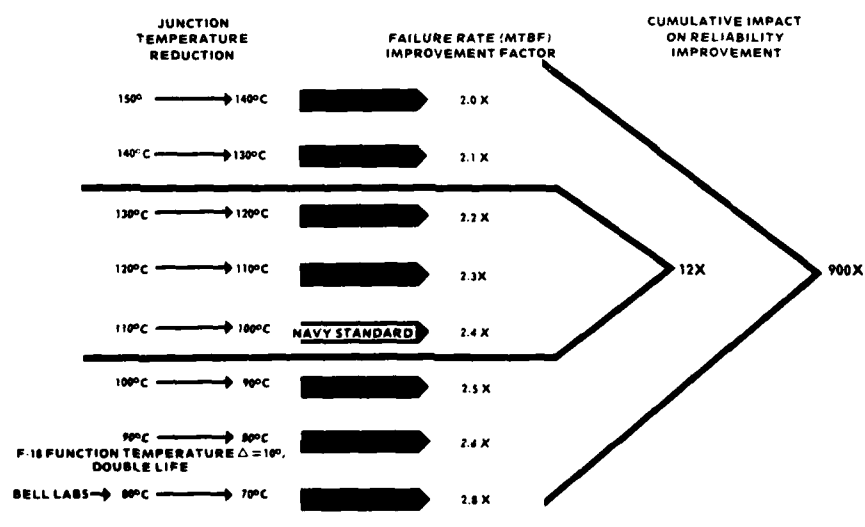 JUNCTION
TEMPERATURE
REDUCTION
FAILURE RATE (MTBF)
IMPROVEMENT FACTOR
CUMULATIVE IMPACT
ON RELIABILITY
IMPROVEMENT
150° 140°C 2.0 X
140°C 130°C 2.1 X
130°C 120°C 2.2 X
120°C 110°C 2.3X
12X
900X
110°C 100°C NAVY STANDARD 2.4 X
100°C 90°C 2.5 X
90°C 80°C 2.6 X
F-18 FUNCTION TEMPERATURE Δ = 10°,
DOUBLE LIFE
BELL LABS 80°C 70°C 2.8 X